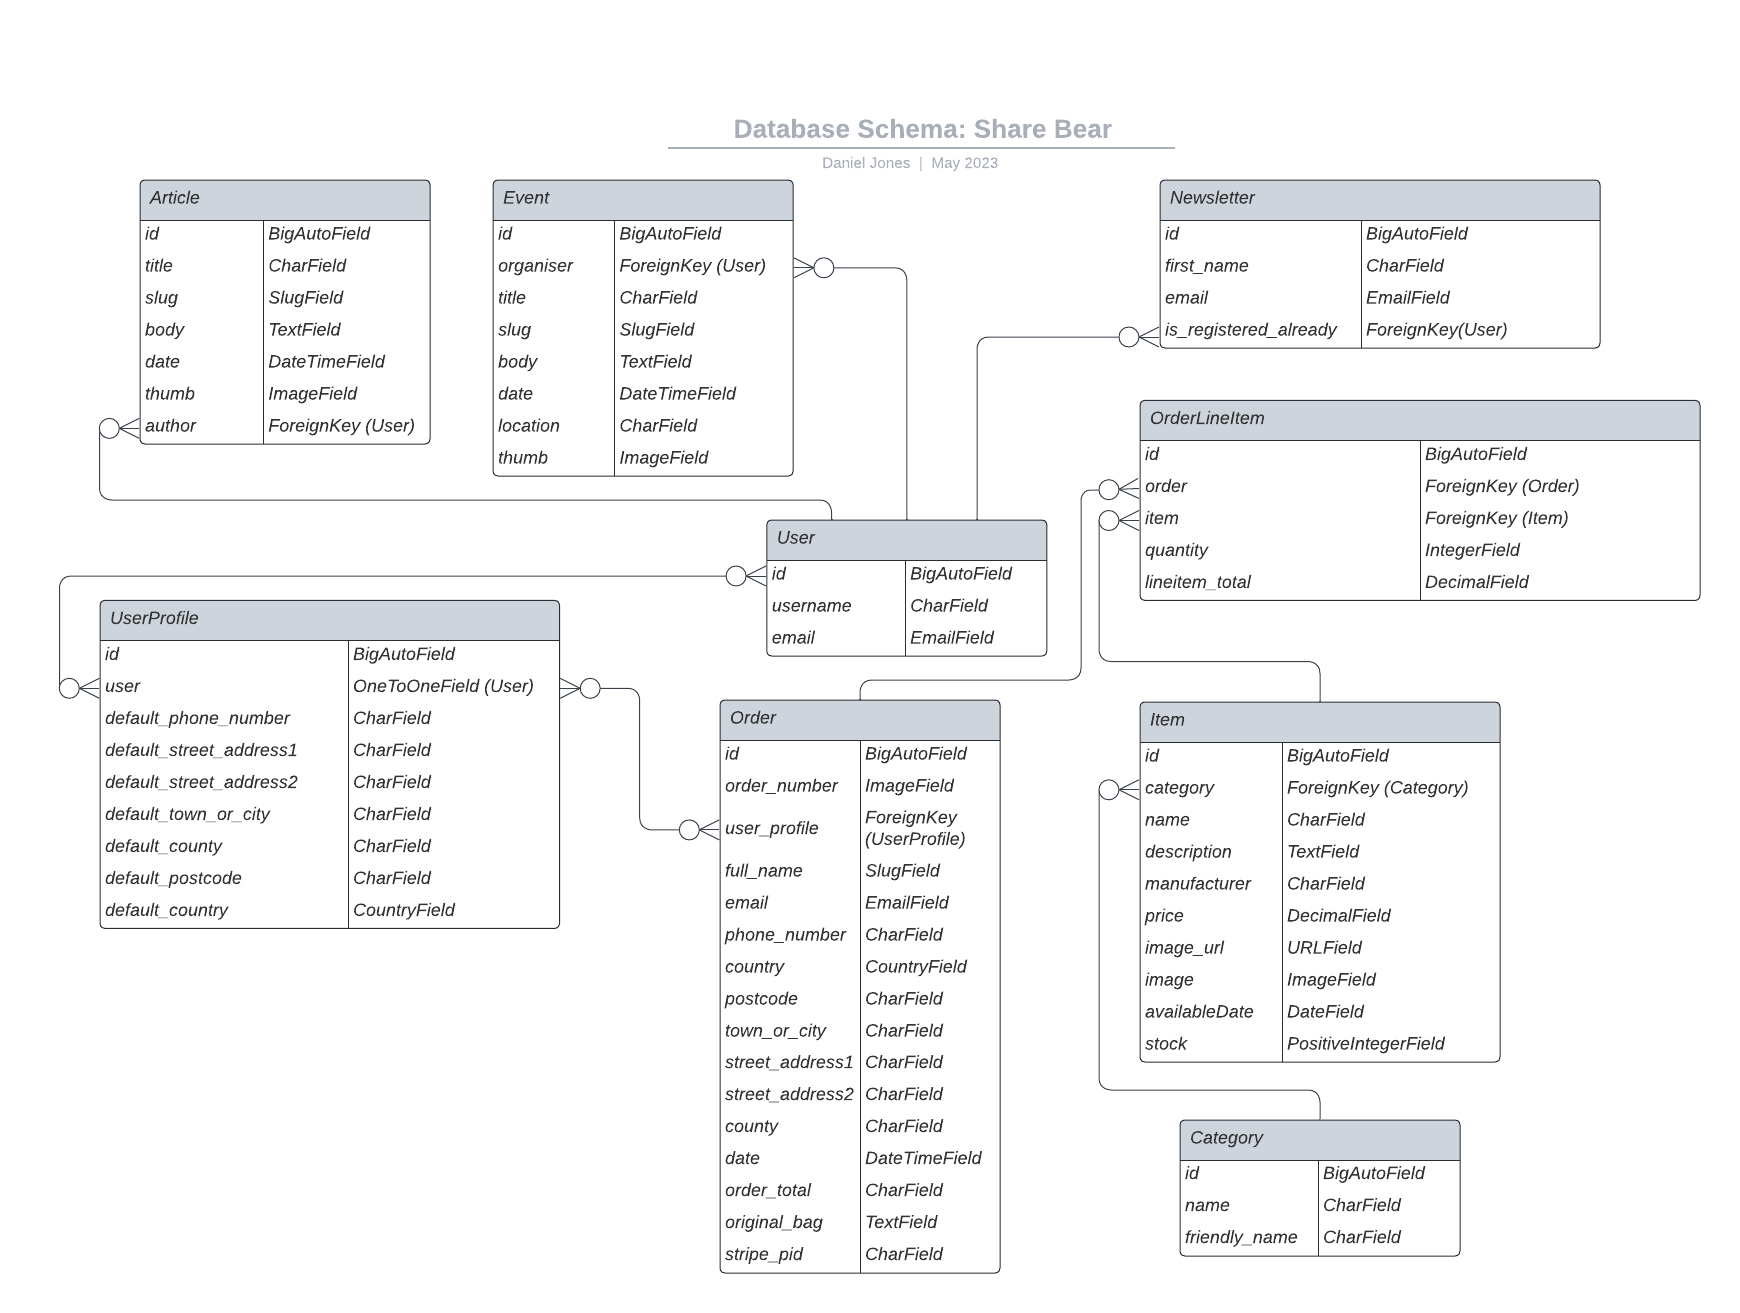 Database Schema: Share Bear
Daniel Jones | May 2023
Article
id BigAutoField
title CharField
slug SlugField
body TextField
date DateTimeField
thumb ImageField
author ForeignKey (User)
Event
id BigAutoField
organiser ForeignKey (User)
title CharField
slug SlugField
body TextField
date DateTimeField
location CharField
thumb ImageField
Newsletter
id BigAutoField
first_name CharField
email EmailField
is_registered_already ForeignKey(User)
OrderLineItem
id BigAutoField
order ForeignKey (Order)
item ForeignKey (Item)
quantity IntegerField
lineitem_total DecimalField
User
id BigAutoField
username CharField
email EmailField
UserProfile
id BigAutoField
user OneToOneField (User)
default_phone_number CharField
default_street_address1 CharField
default_street_address2 CharField
default_town_or_city CharField
default_county CharField
default_postcode CharField
default_country CountryField
Order
id BigAutoField
order_number ImageField
user_profile ForeignKey
(UserProfile)
full_name SlugField
email EmailField
phone_number CharField
country CountryField
postcode CharField
town_or_city CharField
street_address1 CharField
street_address2 CharField
county CharField
date DateTimeField
order_total CharField
original_bag TextField
stripe_pid CharField
Item
id BigAutoField
category ForeignKey (Category)
name CharField
description TextField
manufacturer CharField
price DecimalField
image_url URLField
image ImageField
availableDate DateField
stock PositiveIntegerField
Category
id BigAutoField
name CharField
friendly_name CharField